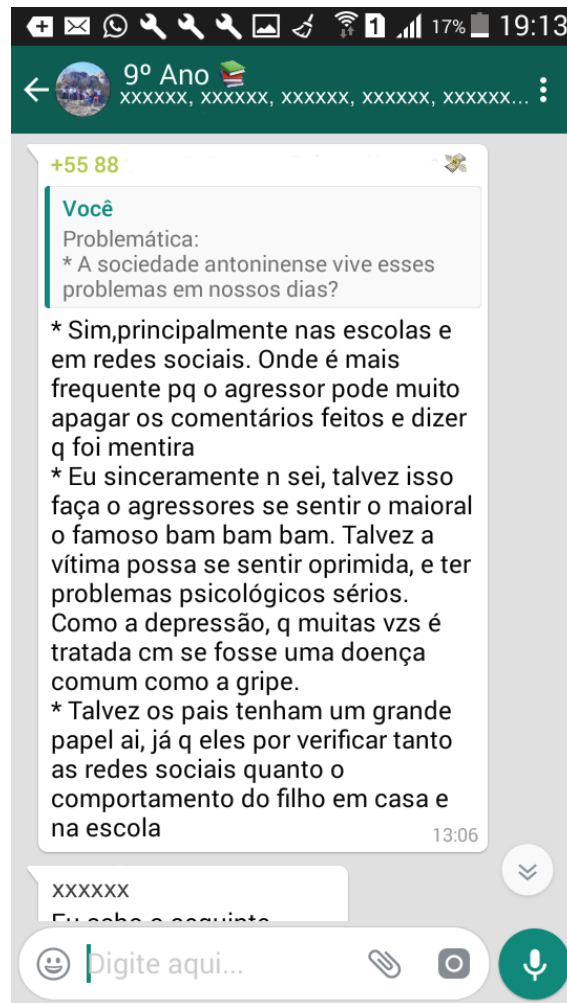 1 17% 19:13
9º Ano
xxxxxx, xxxxxx, xxxxxx, xxxxxx, xxxxxx...
+55 88
Você
Problemática:
* A sociedade antoninense vive esses
problemas em nossos dias?
* Sim,principalmente nas escolas e
em redes sociais. Onde é mais
frequente pq o agressor pode muito
apagar os comentários feitos e dizer
q foi mentira
* Eu sinceramente n sei, talvez isso
faça o agressores se sentir o maioral
o famoso bam bam bam. Talvez a
vítima possa se sentir oprimida, e ter
problemas psicológicos sérios.
Como a depressão, q muitas vzs é
tratada cm se fosse uma doença
comum como a gripe.
* Talvez os pais tenham um grande
papel ai, já q eles por verificar tanto
as redes sociais quanto o
comportamento do filho em casa e
na escola
13:06
xxxxxx
Digite aqui...